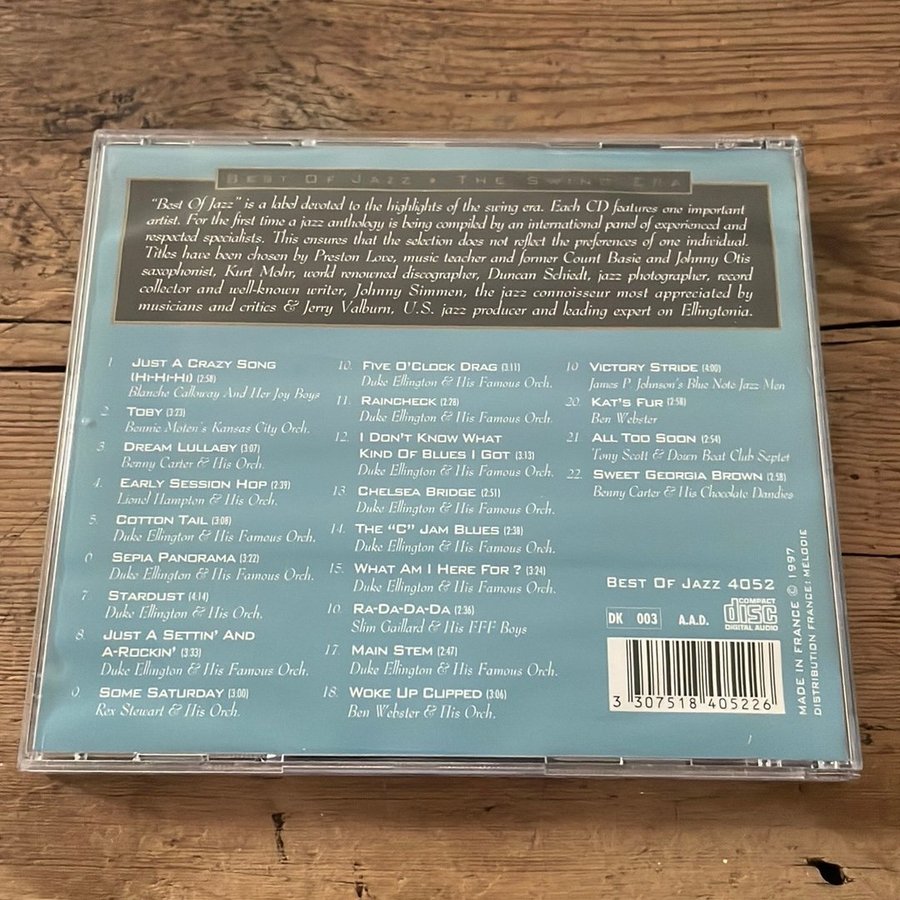 BEST OF JAZZ • THE SWING ERA
"Best Of Jazz" is a label devoted to the highlights of the swing era. Each CD features one important
artist. For the first time a jazz anthology is being compiled by an international panel of experienced and
respected specialists. This ensures that the selection does not reflect the preferences of one individual.
Titles have been chosen by Preston Love, music teacher and former Count Basie and Johnny Otis
saxophonist, Kurt Mohr, world renowned discographer, Duncan Schiedt, jazz photographer, record
collector and well-known writer, Johnny Simmen, the jazz connoisseur most appreciated by
musicians and critics & Jerry Valburn, U.S. jazz producer and leading expert on Ellingtonia.
1 JUST A CRAZY SONG
(HI-HI-HI) (2:58)
Blanche Calloway And Her Joy Boys
2. TOBY (3:23)
Bennie Moten's Kansas City Orch.
3. DREAM LULLABY (3:07)
Benny Carter & His Orch.
4. EARLY SESSION HOP (2:39)
Lionel Hampton & His Orch.
5. COTTON TAIL (3:08)
Duke Ellington & His Famous Orch.
6. SEPIA PANORAMA (3:22)
Duke Ellington & His Famous Orch.
7. STARDUST (4:14)
Duke Ellington & His Orch.
8. JUST A SETTIN' AND
A-ROCKIN' (3:33)
Duke Ellington & His Famous Orch.
9. SOME SATURDAY (3:00)
Rex Stewart & His Orch.
10. FIVE O'CLOCK DRAG (3:11)
Duke Ellington & His Famous Orch.
11. RAINCHECK (2:28)
Duke Ellington & His Famous Orch.
12. I DON'T KNOW WHAT
KIND OF BLUES I GOT (3:13)
Duke Ellington & His Famous Orch.
13 CHELSEA BRIDGE (2:51)
Duke Ellington & His Famous Orch.
14. THE "C" JAM BLUES (2:38)
Duke Ellington & His Famous Orch.
15. WHAT AM I HERE FOR ? (3:24)
Duke Ellington & His Famous Orch.
16 RA-DA-DA-DA (2:36)
Slim Gaillard & His FFF Boys
17. MAIN STEM (2:47)
Duke Ellington & His Famous Orch.
18. WOKE UP CLIPPED (3:06)
Ben Webster & His Orch.
19 VICTORY STRIDE (4:00)
James P. Johnson's Blue Note Jazz Men
20. KAT'S FUR (2:58)
Ben Webster
21 ALL TOO SOON (2:54)
Tony Scott & Down Beat Club Septet
22. SWEET GEORGIA BROWN (2:58)
Benny Carter & His Chocolate Dandies
BEST OF JAZZ 4052
DK 003 A.A.D. COMPACT
disc
DIGITAL AUDIO
3 307518 405226
MADE IN FRANCE © 1997
DISTRIBUTION FRANCE: MELODIE